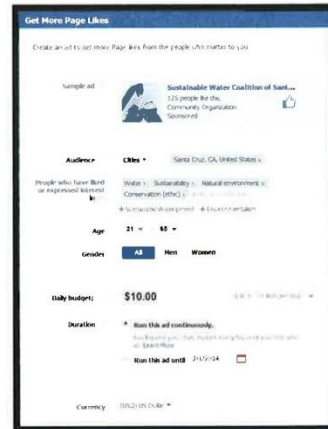 Get More Page Likes
Create an ad to get more Page likes from the people who matter to you
Sample ad
Sustainable Water Coalition of Sant...
125 people like this.
Community Organization
Sponsored
Audience
Cities
Santa Cruz, CA, United States
People who have liked or expressed interest in
Water Sustainability Natural environment
Conservation (ethic)
+ Sustainable development + Environmentalism
Age
21 - 65
Gender
All Men Women
Daily budget:
$10.00
Duration
Run this ad continuously.
Learn More
Run this ad until 7/1/2014
Currency
(USD) US Dollar